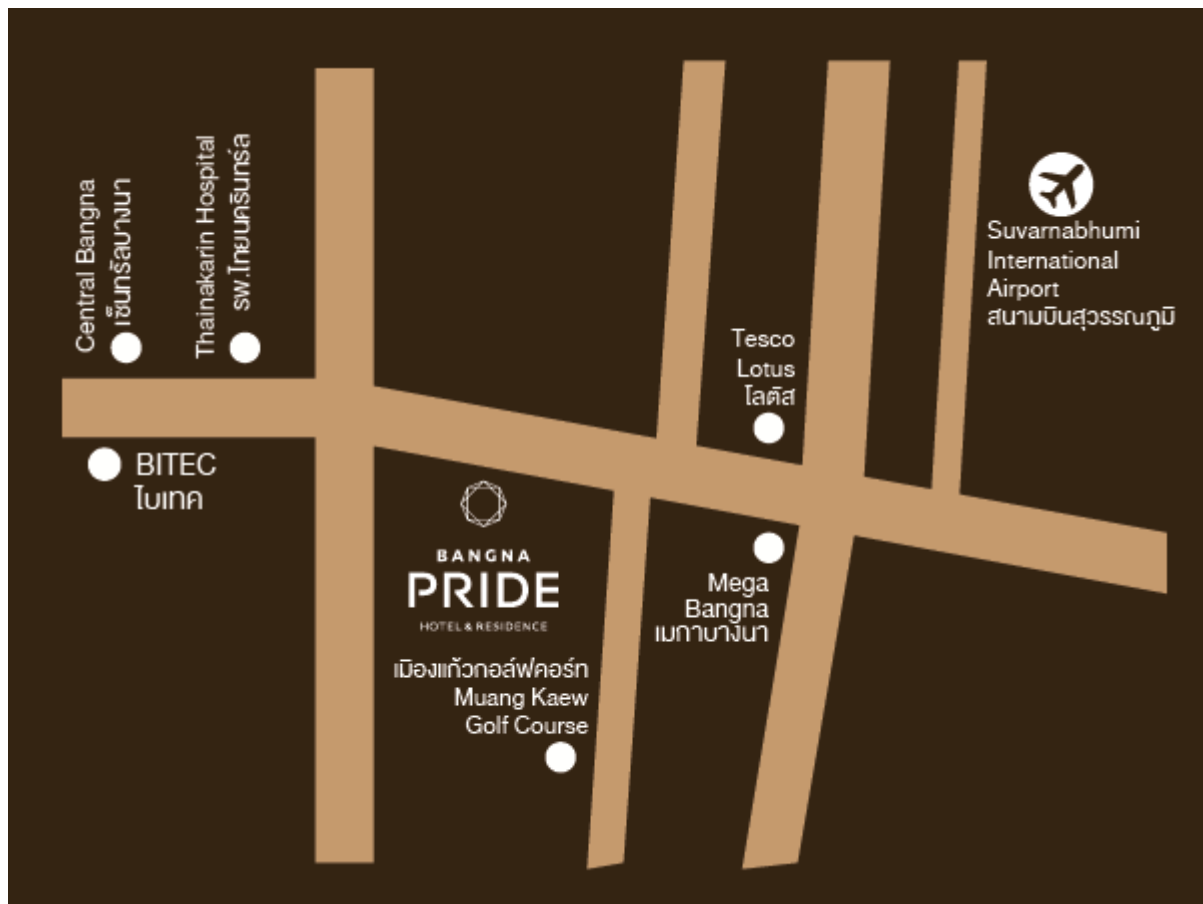 Central Bangna
เซ็นทรัลบางนา
Thainakarin Hospital
รพ.ไทยนครินทร์ส
Suvarnabhumi
International
Airport
สนามบินสุวรรณภูมิ
Tesco
Lotus
โลตัส
BITEC
ไบเทค
BANGNA
PRIDE
HOTEL & RESIDENCE
Mega
Bangna
เมกาบางนา
เมืองแก้วกอล์ฟคอร์ท
Muang Kaew
Golf Course